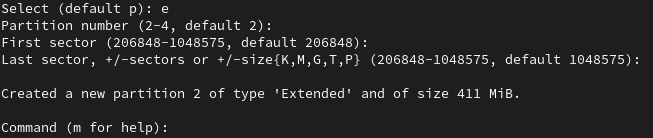 Select (default p): e
Partition number (2-4, default 2):
First sector (206848-1048575, default 206848):
Last sector, +/-sectors or +/-size{K,M,G,T,P} (206848-1048575, default 1048575):
Created a new partition 2 of type 'Extended' and of size 411 MiB.
Command (m for help):